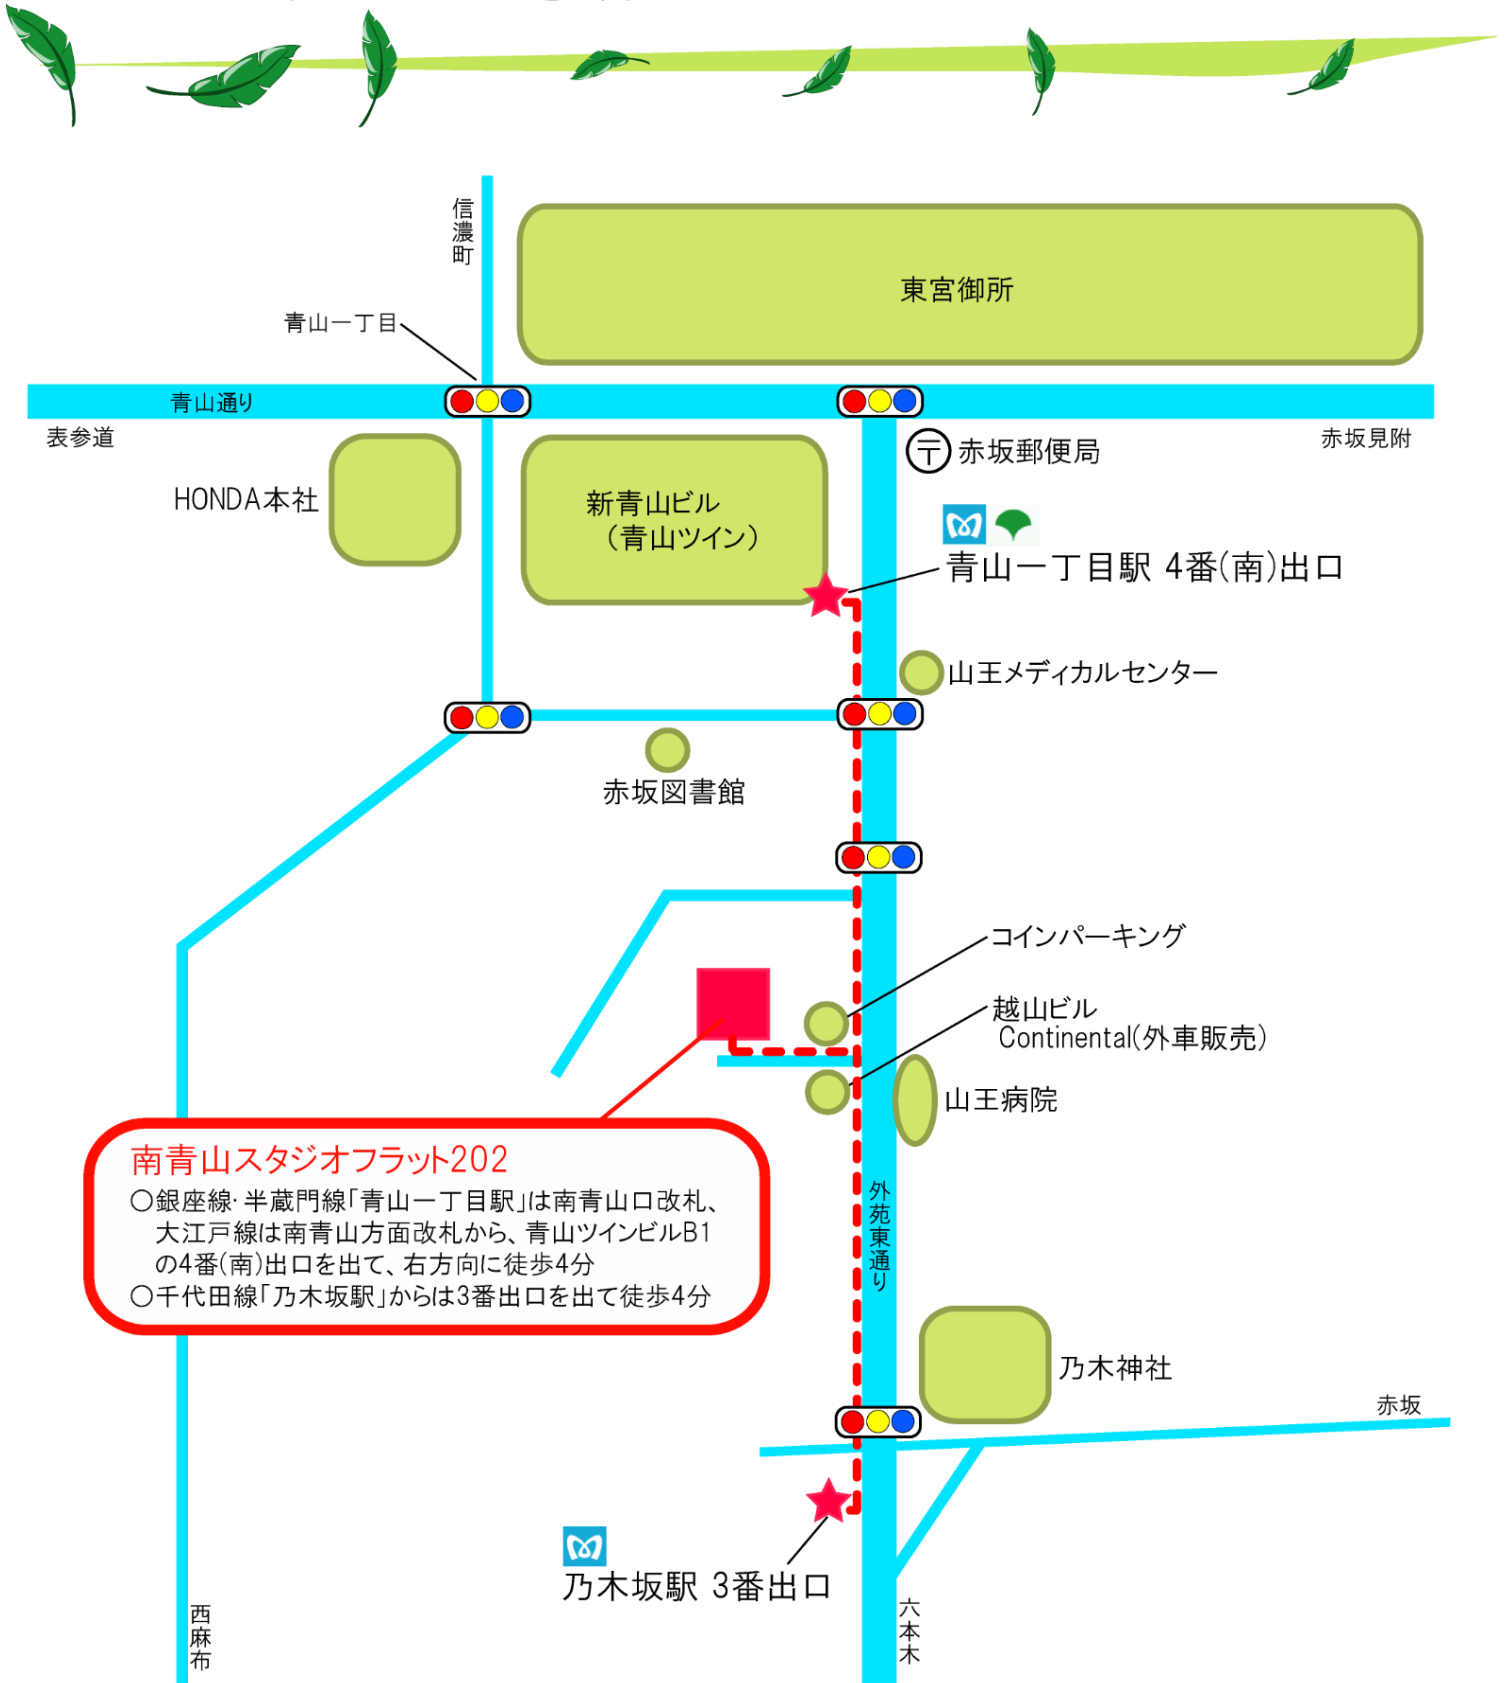 信濃町
東宮御所
青山一丁目
青山通り
表参道
赤坂見附
〒 赤坂郵便局
HONDA本社
新青山ビル
（青山ツイン）
青山一丁目駅 4番(南)出口
山王メディカルセンター
赤坂図書館
コインパーキング
越山ビル
Continental(外車販売)
山王病院
南青山スタジオフラット202
○銀座線・半蔵門線「青山一丁目駅」は南青山口改札、
大江戸線は南青山方面改札から、青山ツインビルB1
の4番(南)出口を出て、右方向に徒歩4分
○千代田線「乃木坂駅」からは3番出口を出て徒歩4分
外苑東通り
乃木神社
赤坂
乃木坂駅 3番出口
西麻布
六本木